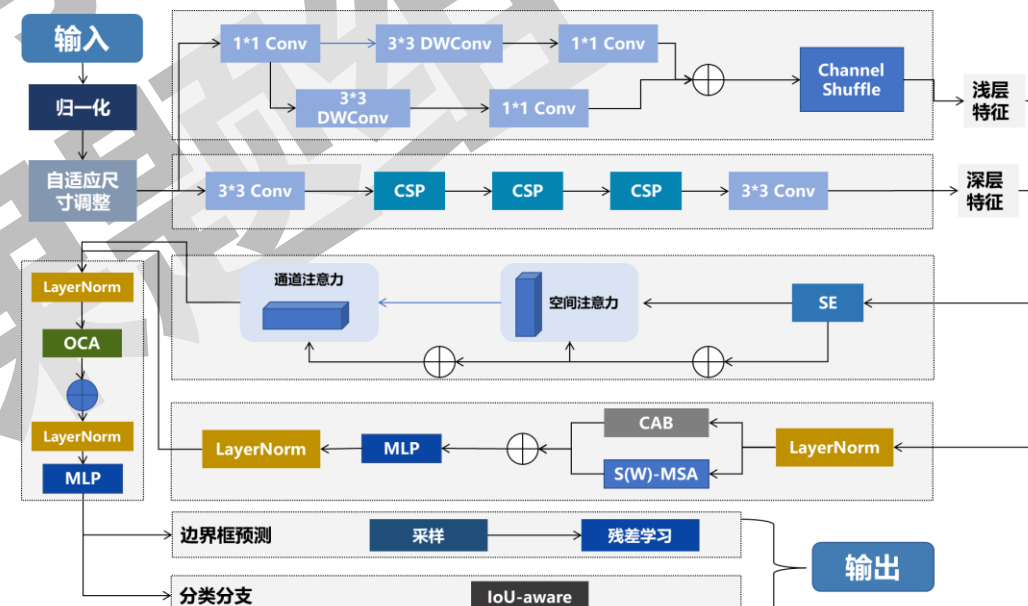 输入
归一化
自适应尺
寸调整
1*1 Conv
3*3 DWConv
1*1 Conv
3*3
DWConv
1*1 Conv
Channel
Shuffle
浅层
特征
3*3 Conv
CSP
CSP
CSP
3*3 Conv
深层
特征
LayerNorm
OCA
LayerNorm
MLP
通道注意力
空间注意力
SE
LayerNorm
MLP
CAB
S(W)-MSA
LayerNorm
边界框预测
采样
残差学习
分类分支
IoU-aware
输出